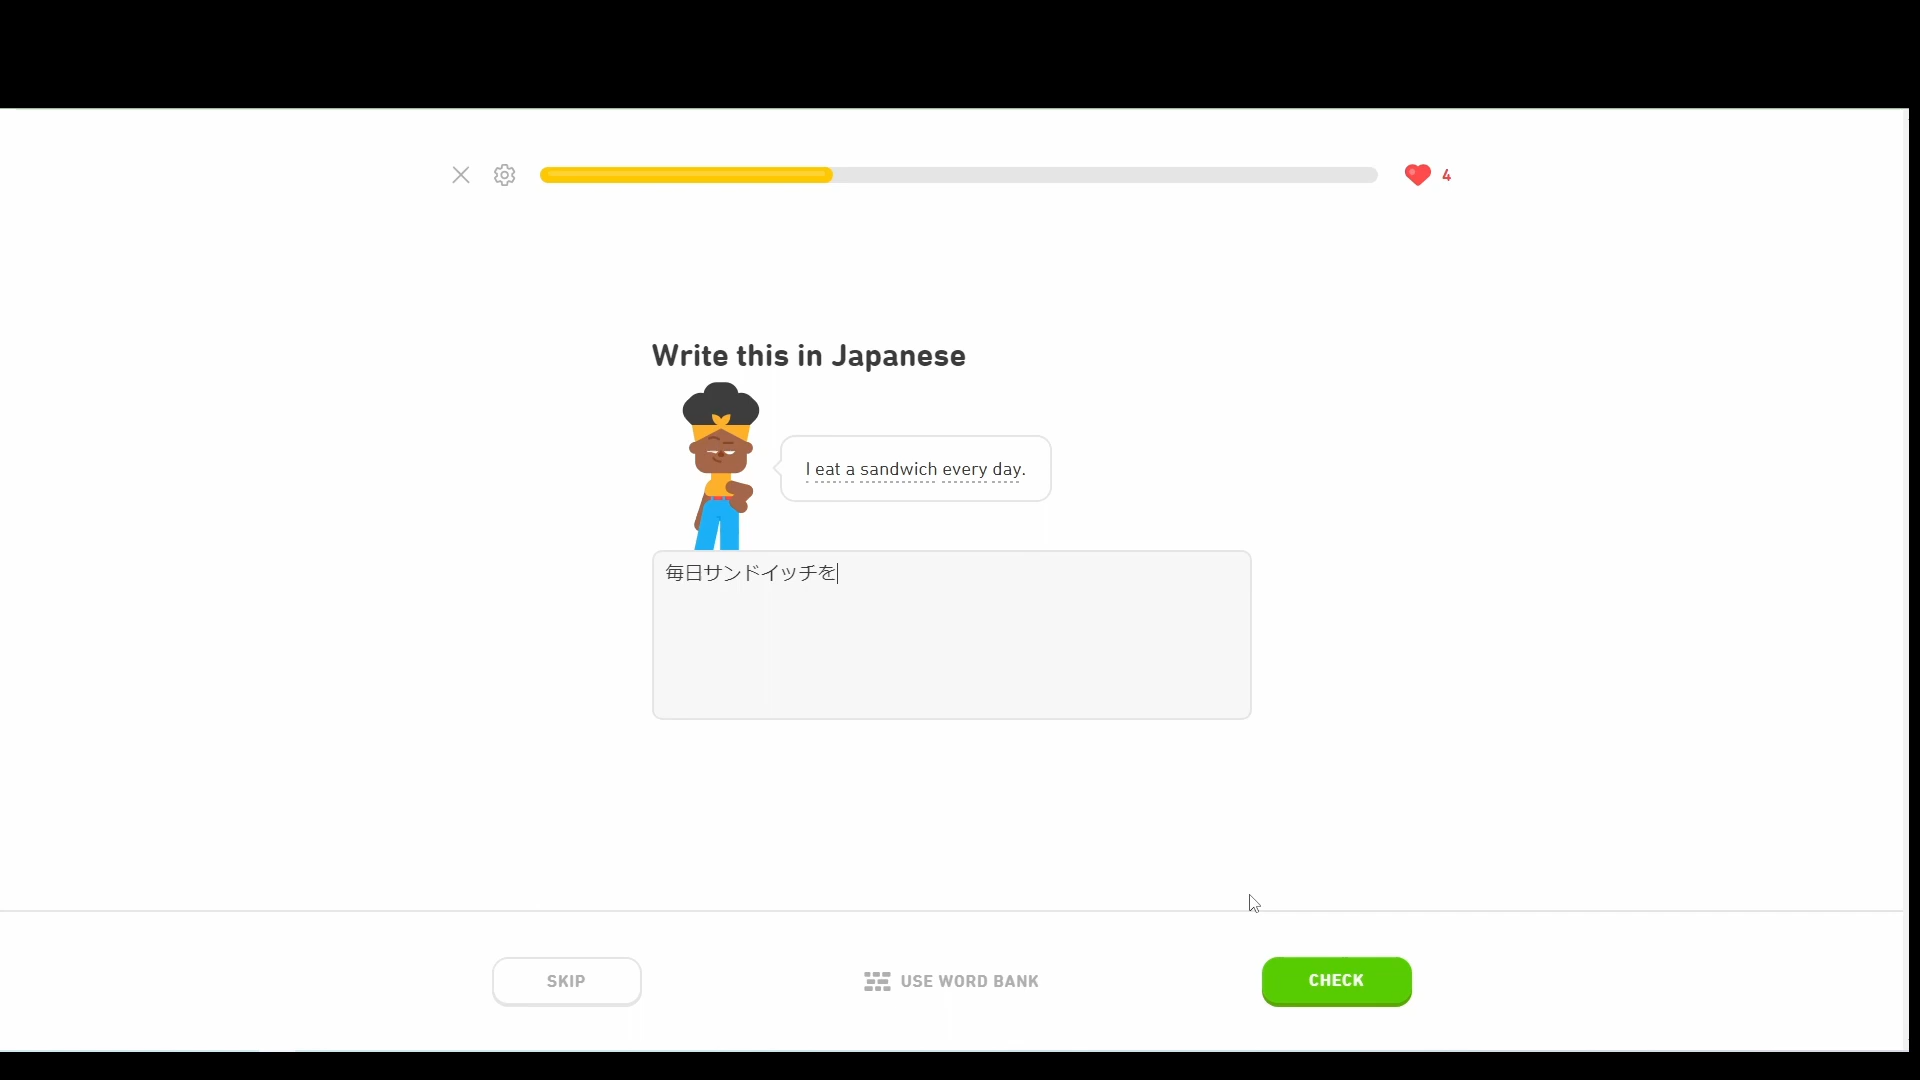 4
Write this in Japanese
I eat a sandwich every day.
毎日サンドイッチを
SKIP
USE WORD BANK
CHECK